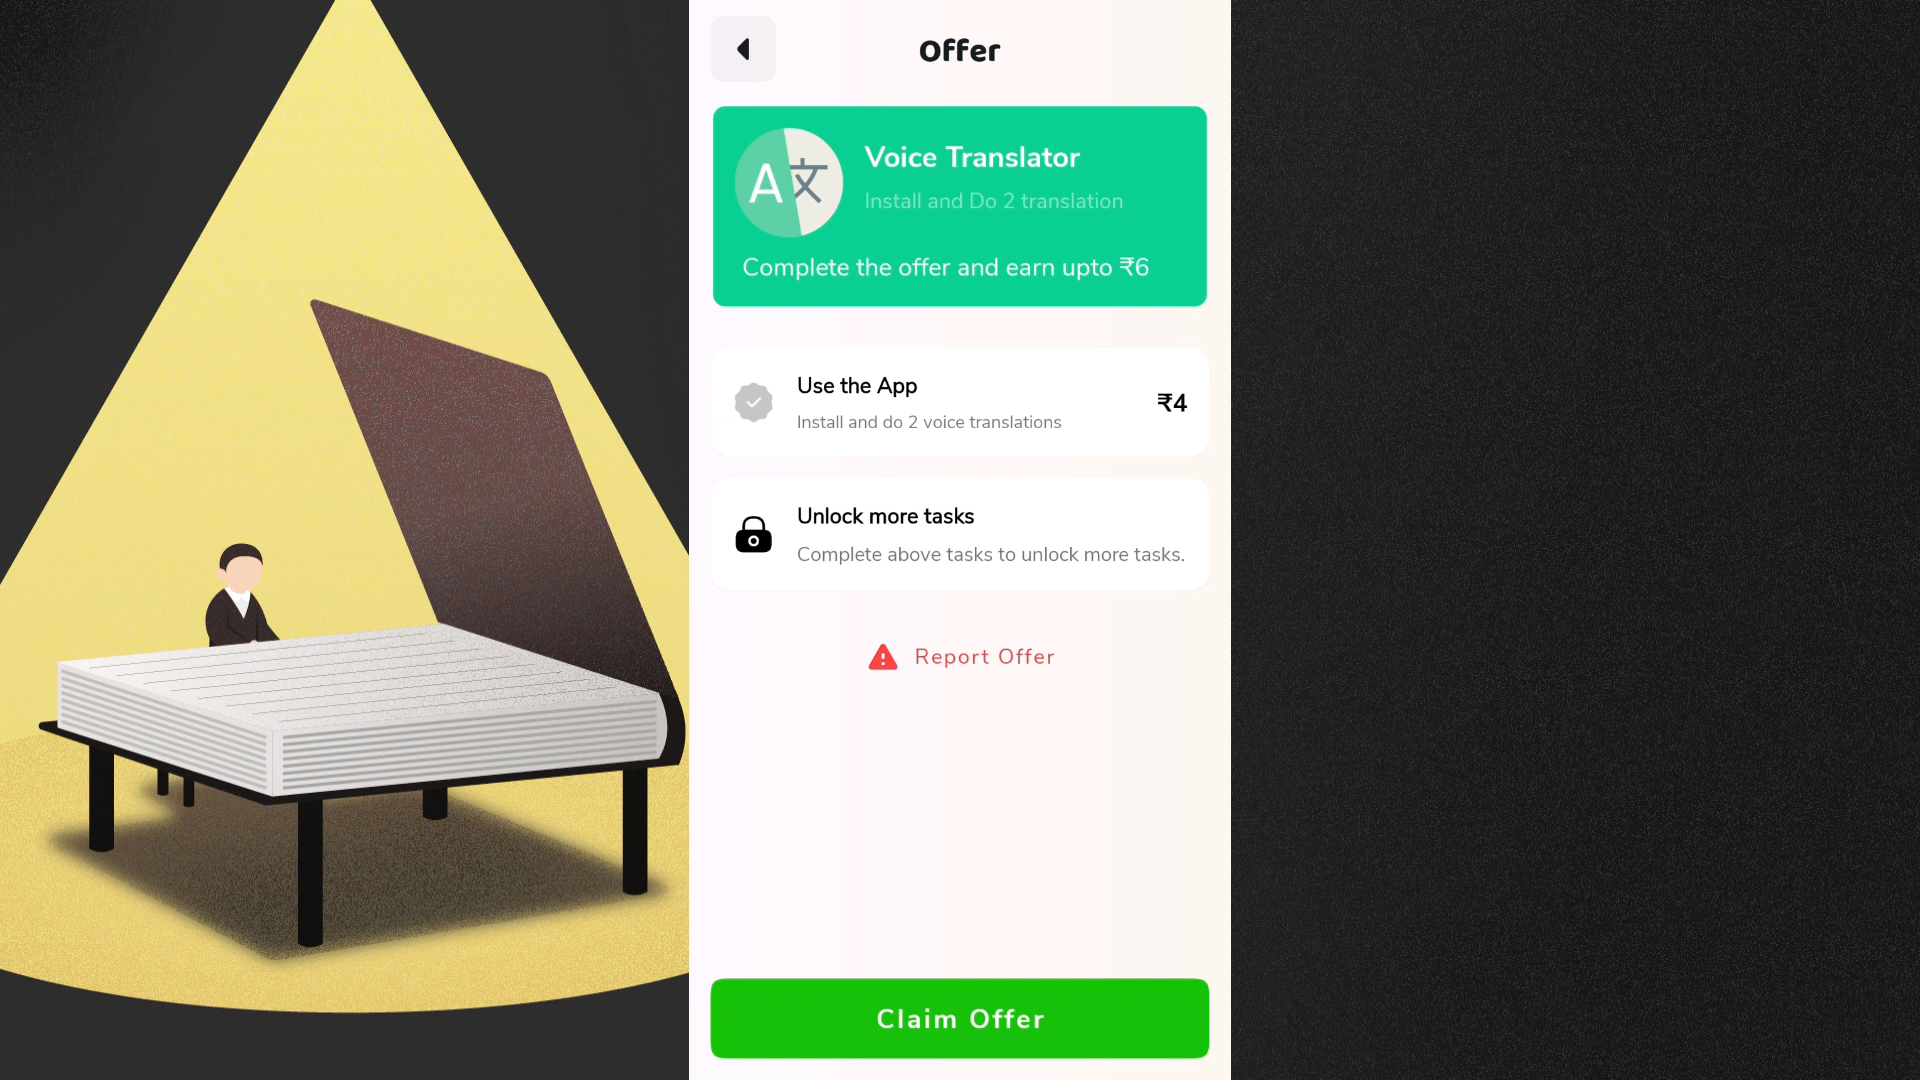 Offer
A文
Voice Translator
Install and Do 2 translation
Complete the offer and earn upto ₹6
Use the App
Install and do 2 voice translations
₹4
Unlock more tasks
Complete above tasks to unlock more tasks.
Report Offer
Claim Offer